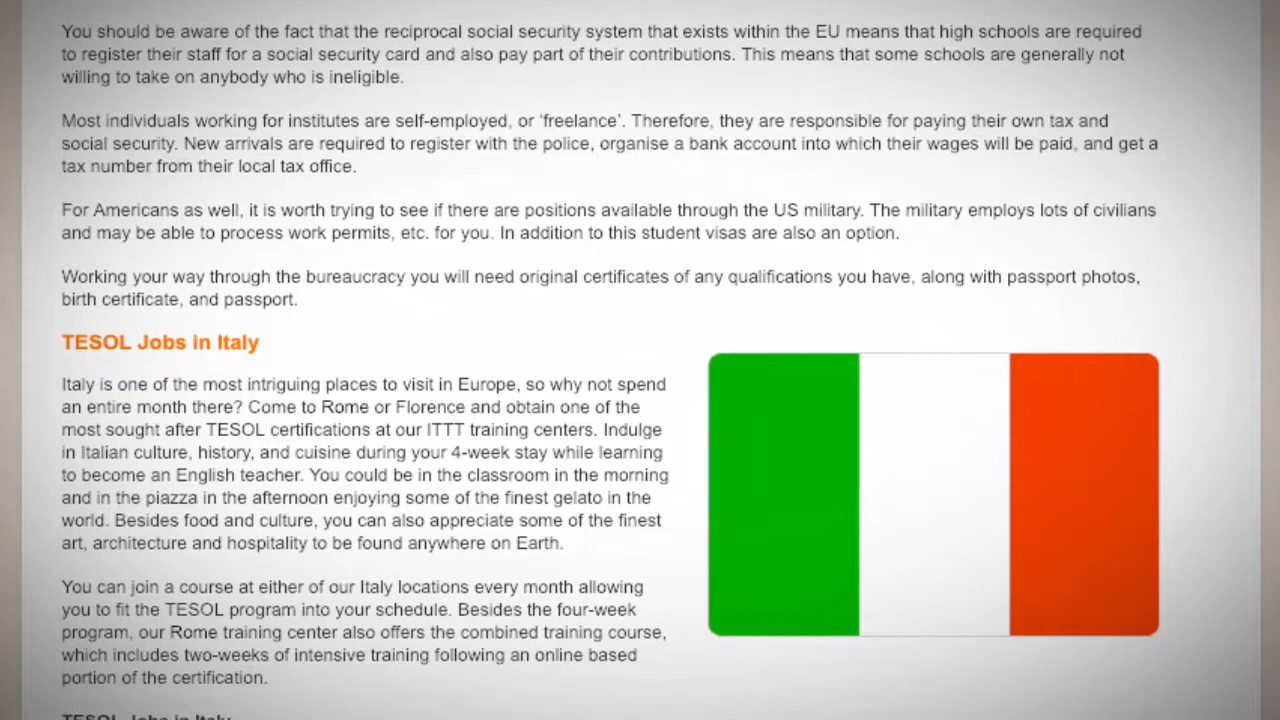 You should be aware of the fact that the reciprocal social security system that exists within the EU means that high schools are required
to register their staff for a social security card and also pay part of their contributions. This means that some schools are generally not
willing to take on anybody who is ineligible.
Most individuals working for institutes are self-employed, or ‘freelance’. Therefore, they are responsible for paying their own tax and
social security. New arrivals are required to register with the police, organise a bank account into which their wages will be paid, and get a
tax number from their local tax office.
For Americans as well, it is worth trying to see if there are positions available through the US military. The military employs lots of civilians
and may be able to process work permits, etc. for you. In addition to this student visas are also an option.
Working your way through the bureaucracy you will need original certificates of any qualifications you have, along with passport photos,
birth certificate, and passport.
TESOL Jobs in Italy
Italy is one of the most intriguing places to visit in Europe, so why not spend
an entire month there? Come to Rome or Florence and obtain one of the
most sought after TESOL certifications at our ITTT training centers. Indulge
in Italian culture, history, and cuisine during your 4-week stay while learning
to become an English teacher. You could be in the classroom in the morning
and in the piazza in the afternoon enjoying some of the finest gelato in the
world. Besides food and culture, you can also appreciate some of the finest
art, architecture and hospitality to be found anywhere on Earth.
You can join a course at either of our Italy locations every month allowing
you to fit the TESOL program into your schedule. Besides the four-week
program, our Rome training center also offers the combined training course,
which includes two-weeks of intensive training following an online based
portion of the certification.
TESOL Jobs in Italy